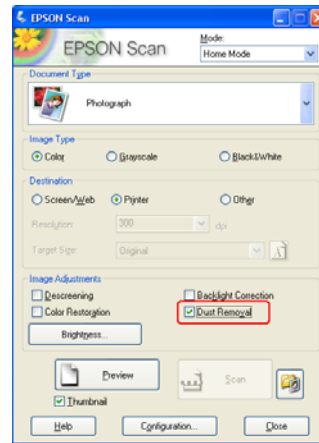 EPSON Scan
EPSON Scan
Mode:
Home Mode
Document Type
Photograph
Image Type
Color Grayscale Black&White
Destination
Screen/Web Printer Other
Resolution: 300 dpi
Target Size: Original
Image Adjustments
Descreening Backlight Correction
Color Restoration Dust Removal
Brightness...
Preview Scan
Thumbnail
Help Configuration... Close